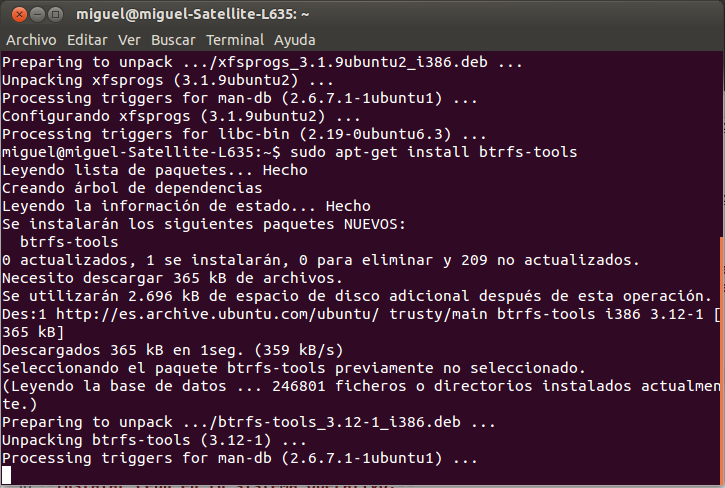 miguel@miguel-Satellite-L635: ~
Archivo Editar Ver Buscar Terminal Ayuda
Preparing to unpack .../xfsprogs_3.1.9ubuntu2_i386.deb ...
Unpacking xfsprogs (3.1.9ubuntu2) ...
Processing triggers for man-db (2.6.7.1-1ubuntu1) ...
Configurando xfsprogs (3.1.9ubuntu2) ...
Processing triggers for libc-bin (2.19-0ubuntu6.3) ...
miguel@miguel-Satellite-L635:~$ sudo apt-get install btrfs-tools
Leyendo lista de paquetes... Hecho
Creando árbol de dependencias
Leyendo la información de estado... Hecho
Se instalarán los siguientes paquetes NUEVOS:
btrfs-tools
0 actualizados, 1 se instalarán, 0 para eliminar y 209 no actualizados.
Necesito descargar 365 kB de archivos.
Se utilizarán 2.696 kB de espacio de disco adicional después de esta operación.
Des:1 http://es.archive.ubuntu.com/ubuntu/ trusty/main btrfs-tools i386 3.12-1 [
365 kB]
Descargados 365 kB en 1seg. (359 kB/s)
Seleccionando el paquete btrfs-tools previamente no seleccionado.
(Leyendo la base de datos ... 246801 ficheros o directorios instalados actualmen
te.)
Preparing to unpack .../btrfs-tools_3.12-1_i386.deb ...
Unpacking btrfs-tools (3.12-1) ...
Processing triggers for man-db (2.6.7.1-1ubuntu1) ...